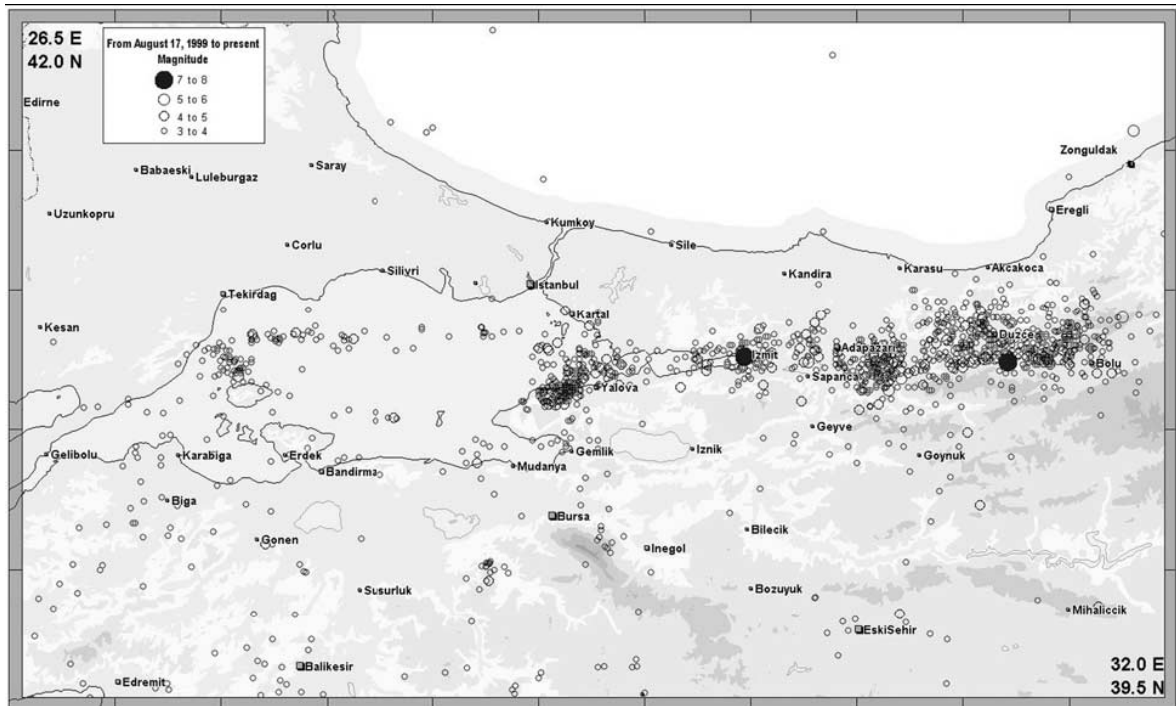 26.5 E
42.0 N
From August 17, 1999 to present
Magnitude
7 to 8
5 to 6
4 to 5
3 to 4
Edirne
Zonguldak
Saray
Babaeski
Luleburgaz
Uzunkopru
Eregli
Kumkoy
Corlu
Sile
Silivri
Kandira
Karasu
Akcakoca
Istanbul
Tekirdag
Kartal
Kesan
Duzce
Adapazari
Izmit
Bolu
Sapanca
Yalova
Geyve
Gelibolu
Karabiga
Erdek
Gemlik
Iznik
Goynuk
Mudanya
Bandirma
Biga
Bursa
Bilecik
Gonen
Inegol
Susurluk
Bozuyuk
Mihaliccik
EskiSehir
Balikesir
32.0 E
39.5 N
Edremit